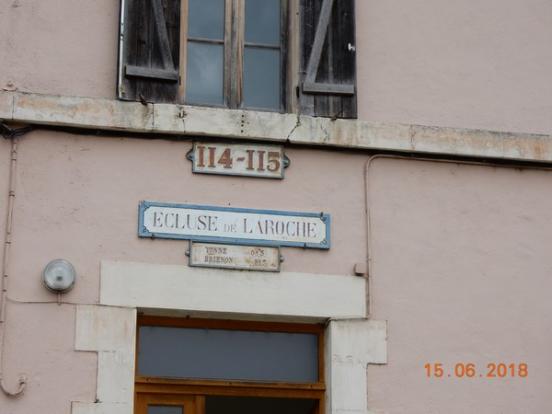 114-115
ECLUSE DE LAROCHE
YONNE
BRIENON
15.06.2018